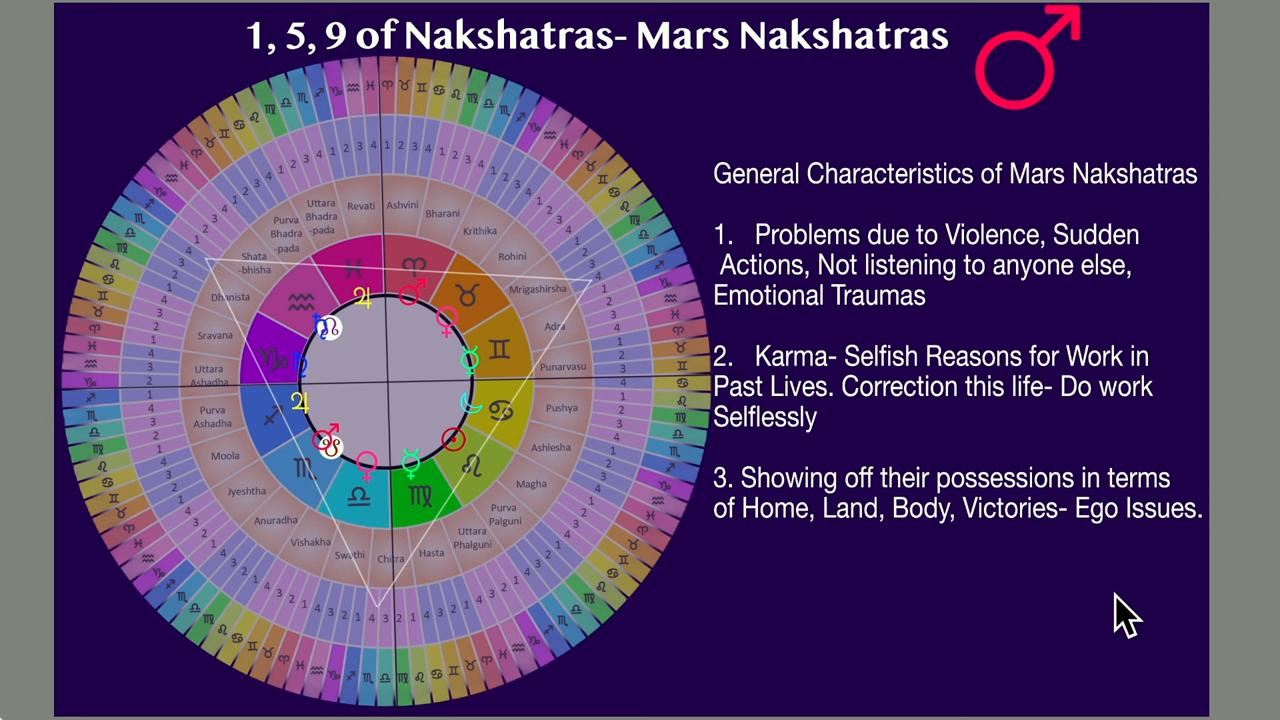 1, 5, 9 of Nakshatras- Mars Nakshatras
General Characteristics of Mars Nakshatras
1. Problems due to Violence, Sudden
Actions, Not listening to anyone else,
Emotional Traumas
2. Karma- Selfish Reasons for Work in
Past Lives. Correction this life- Do work
Selflessly
3. Showing off their possessions in terms
of Home, Land, Body, Victories- Ego Issues.
Ashvini
Bharani
Krithika
Rohini
Mrigashirsha
Adra
Punarvasu
Pushya
Ashlesha
Magha
Purva
Palguni
Uttara
Phalguni
Hasta
Chitra
Swathi
Vishakha
Anuradha
Jyeshtha
Moola
Purva
Ashadha
Uttara
Ashadha
Sravana
Dhanista
Shata
-bhisha
Purva
Bhadra
-pada
Uttara
Bhadra
-pada
Revati